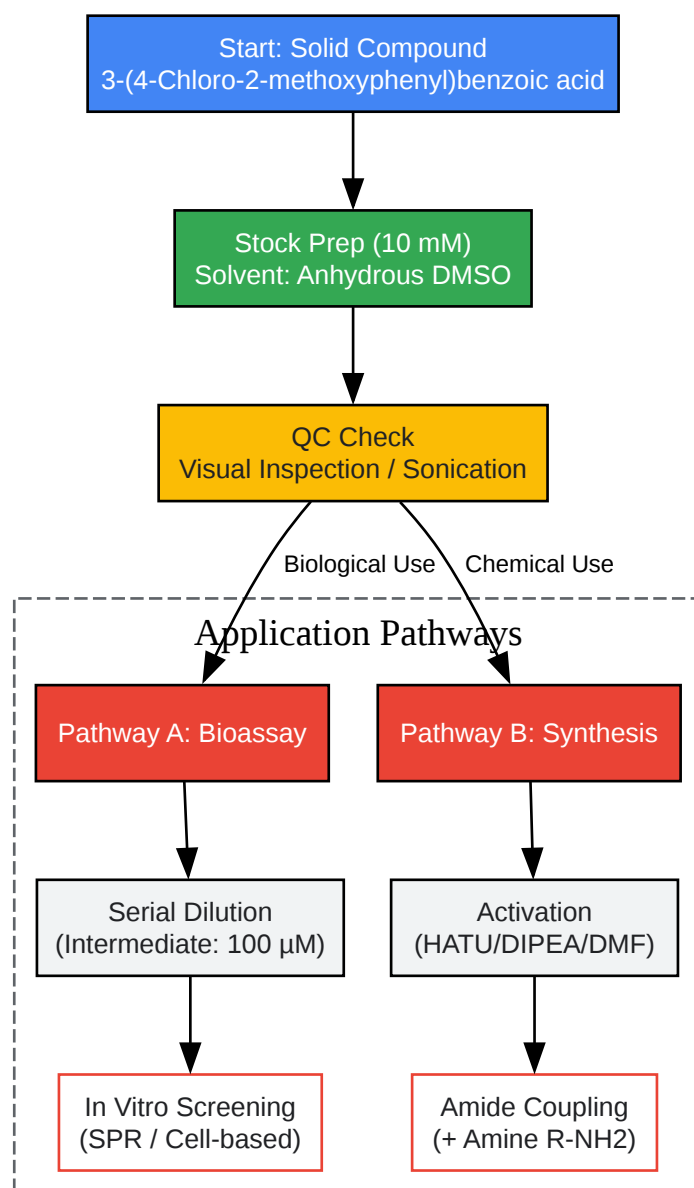 Start: Solid Compound
3-(4-Chloro-2-methoxyphenyl)benzoic acid
Stock Prep (10 mM)
Solvent: Anhydrous DMSO
QC Check
Visual Inspection / Sonication
Biological Use
Chemical Use
Application Pathways
Pathway A: Bioassay
Pathway B: Synthesis
Serial Dilution
(Intermediate: 100 µM)
Activation
(HATU/DIPEA/DMF)
In Vitro Screening
(SPR / Cell-based)
Amide Coupling
(+ Amine R-NH2)